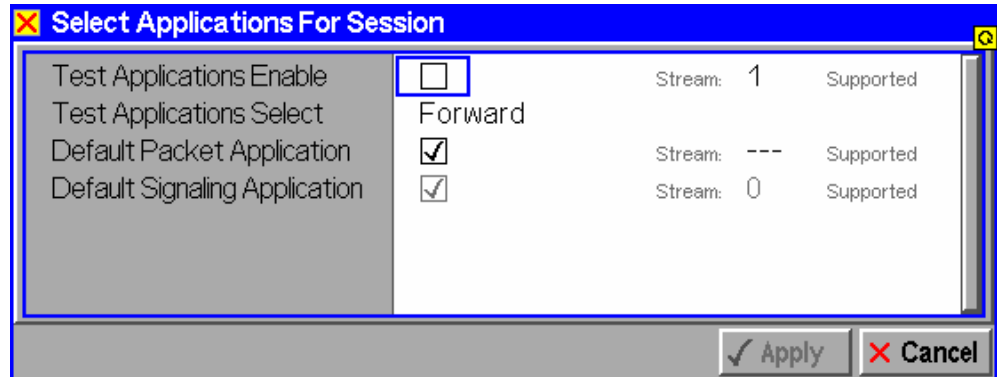 Select Applications For Session
Test Applications Enable Stream: 1 Supported
Test Applications Select Forward
Default Packet Application Stream: --- Supported
Default Signaling Application Stream: 0 Supported
Apply Cancel